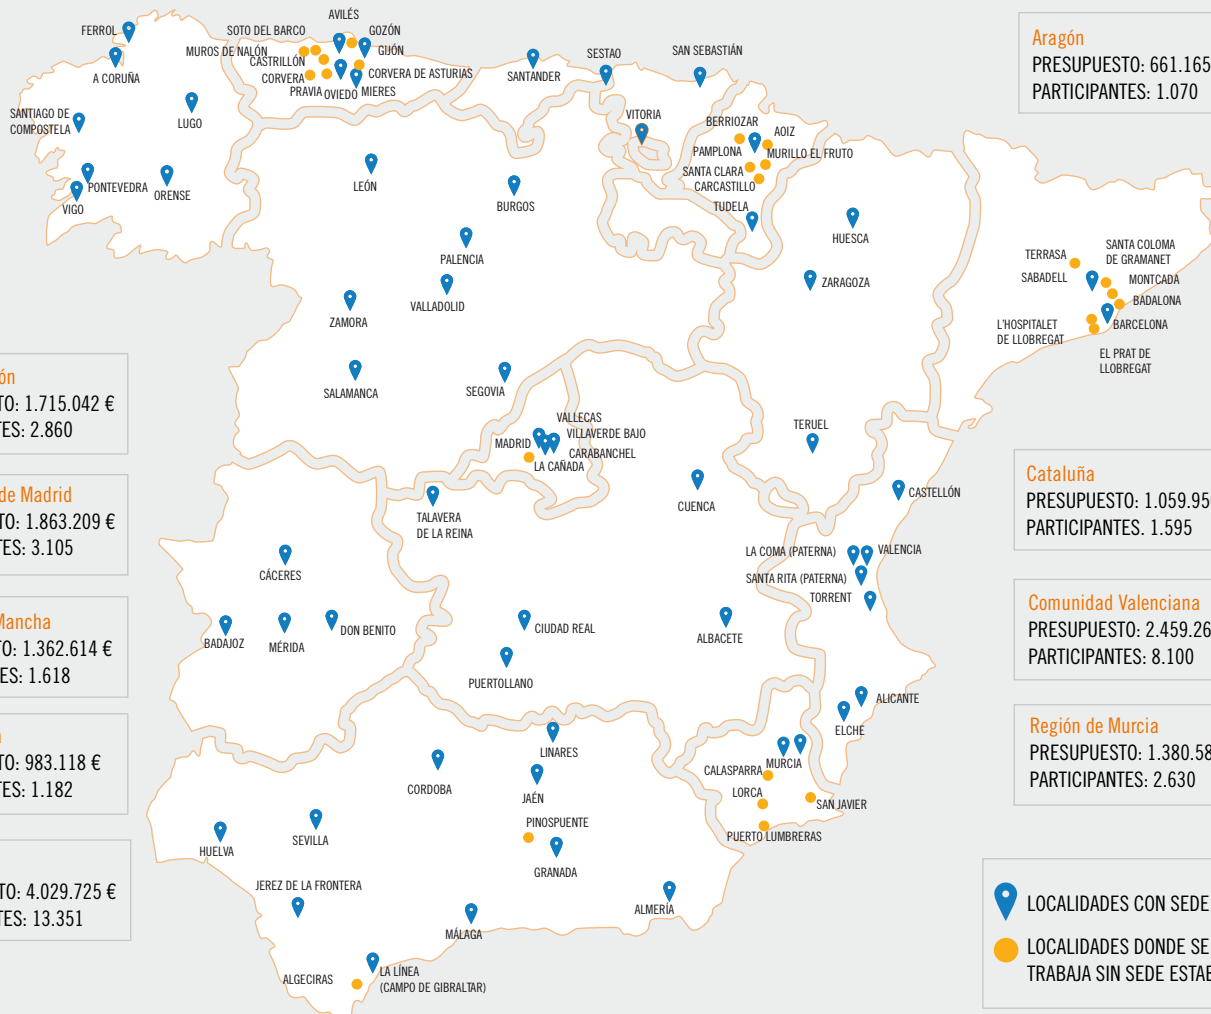 AVILÉS
FERROL
SOTO DEL BARCO
GOZÓN
MUROS DE NALÓN
GIJÓN
CASTRILLÓN
A CORUÑA
CORVERA
CORVERA DE ASTURIAS
PRAVIA
OVIEDO
MIERES
SANTANDER
SESTAO
SAN SEBASTIÁN
SANTIAGO DE
COMPOSTELA
LUGO
VITORIA
BERRIOZAR
AOIZ
PAMPLONA
MURILLO EL FRUTO
SANTA CLARA
CARCASTILLO
PONTEVEDRA
ORENSE
VIGO
LEÓN
BURGOS
TUDELA
HUESCA
PALENCIA
ZARAGOZA
VALLADOLID
ZAMORA
TERRASA
SANTA COLOMA
DE GRAMANET
SABADELL
MONTCADA
BADALONA
L'HOSPITALET
DE LLOBREGAT
BARCELONA
EL PRAT DE
LLOBREGAT
SALAMANCA
SEGOVIA
VALLECAS
MADRID
VILLAVERDE BAJO
CARABANCHEL
LA CAÑADA
TERUEL
CUENCA
CASTELLÓN
TALAVERA
DE LA REINA
LA COMA (PATERNA)
VALENCIA
SANTA RITA (PATERNA)
TORRENT
CÁCERES
BADAJOZ
MÉRIDA
DON BENITO
CIUDAD REAL
PUERTOLLANO
ALBACETE
ALICANTE
ELCHE
LINARES
CORDOBA
JAÉN
CALASPARRA
MURCIA
LORCA
SAN JAVIER
PUERTO LUMBRERAS
PINOSPUENTE
HUELVA
SEVILLA
GRANADA
JEREZ DE LA FRONTERA
ALMERÍA
MÁLAGA
ALGECIRAS
LA LÍNEA
(CAMPO DE GIBRALTAR)
Aragón
PRESUPUESTO: 661.165
PARTICIPANTES: 1.070
ón
TO: 1.715.042 €
TES: 2.860
de Madrid
TO: 1.863.209 €
TES: 3.105
Mancha
TO: 1.362.614 €
ES: 1.618
TO: 983.118 €
TES: 1.182
TO: 4.029.725 €
TES: 13.351
Cataluña
PRESUPUESTO: 1.059.95
PARTICIPANTES. 1.595
Comunidad Valenciana
PRESUPUESTO: 2.459.26
PARTICIPANTES: 8.100
Región de Murcia
PRESUPUESTO: 1.380.58
PARTICIPANTES: 2.630
LOCALIDADES CON SEDE
LOCALIDADES DONDE SE
TRABAJA SIN SEDE ESTAB